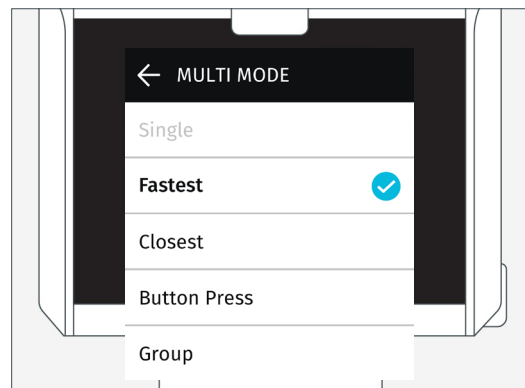 MULTI MODE
Single
Fastest
Closest
Button Press
Group